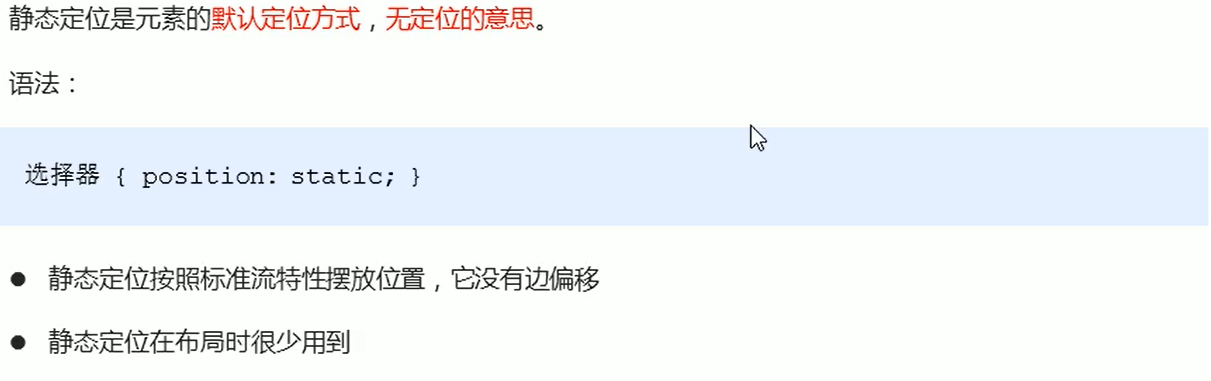 静态定位是元素的默认定位方式，无定位的意思。
语法：
选择器 { position: static; }
● 静态定位按照标准流特性摆放位置，它没有边偏移
● 静态定位在布局时很少用到